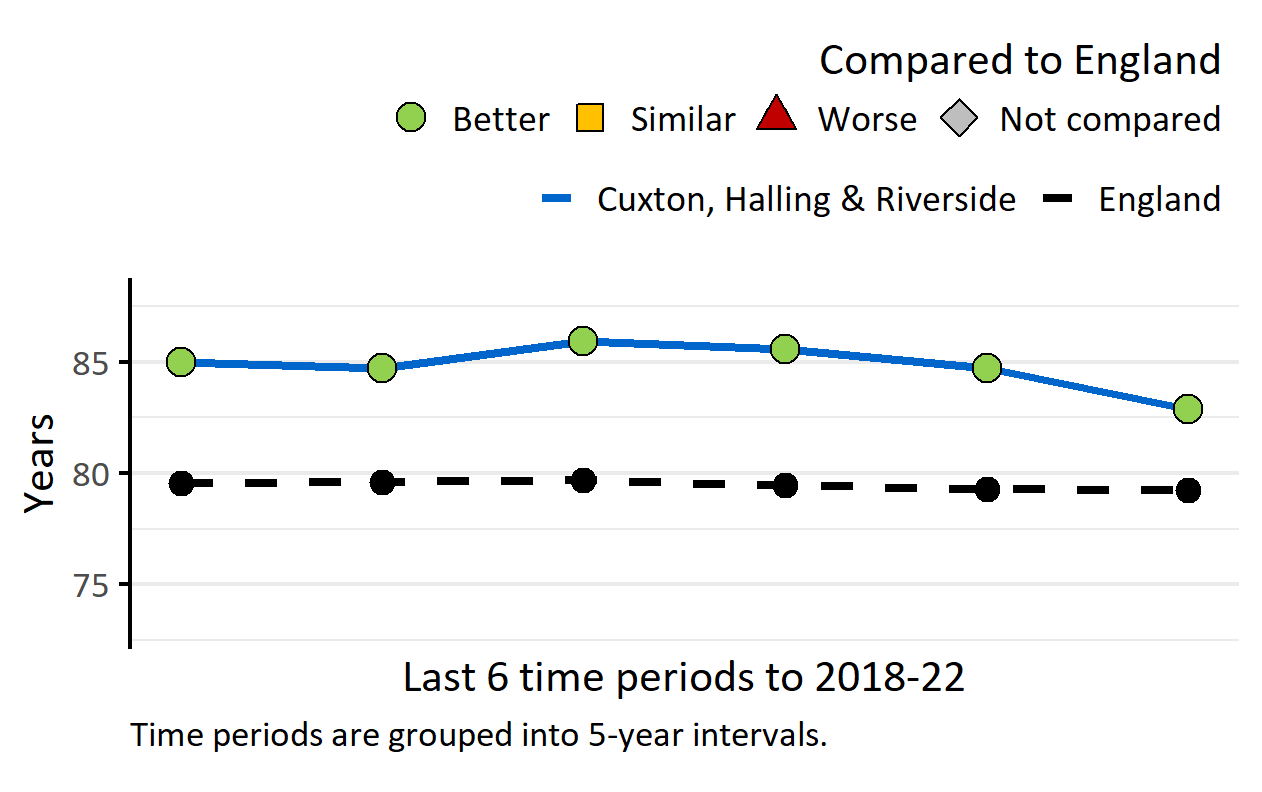 Compared to England
Better Similar Worse Not compared
Cuxton, Halling & Riverside England
85
80
75
Years
Last 6 time periods to 2018-22
Time periods are grouped into 5-year intervals.